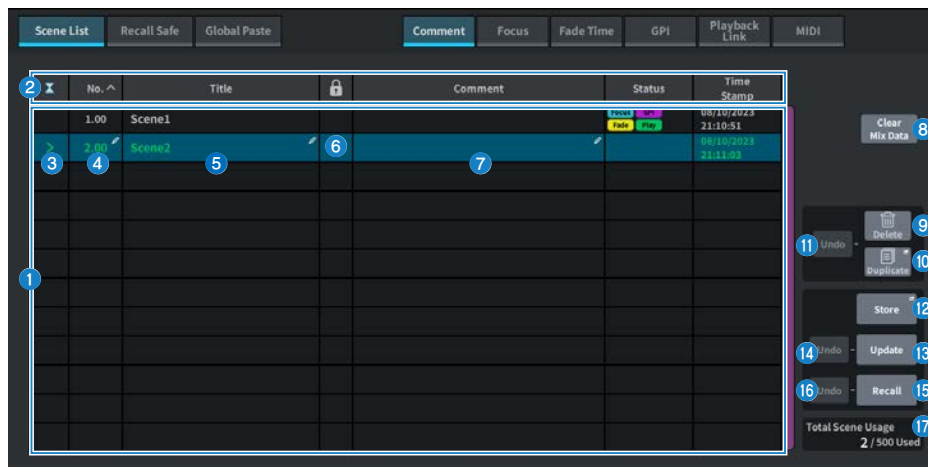 Scene List Recall Safe Global Paste Comment Focus Fade Time GPI Playback Link MIDI
2 No. Title Comment Status Time Stamp
1.00 Scene1 Focus GPI Fade Play 08/10/2023 21:10:51
> 2.00 Scene2 08/10/2023 21:11:03
3 4 5 6 7
1
Clear Mix Data 8
Delete 9
11 Undo
Duplicate 10
Store 12
14 Undo Update 13
16 Undo Recall 15
Total Scene Usage 17
2 / 500 Used